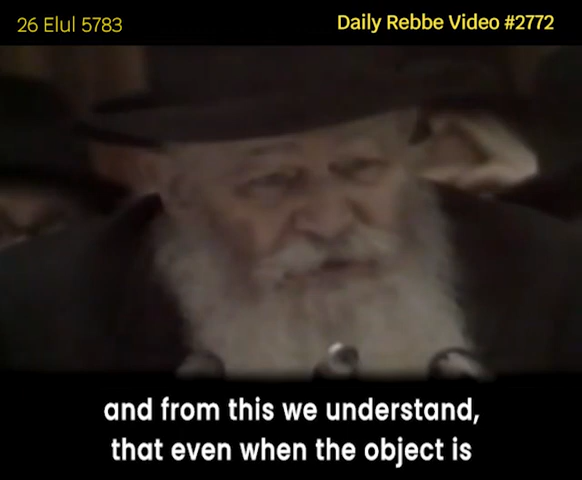 26 Elul 5783
Daily Rebbe Video #2772
and from this we understand,
that even when the object is